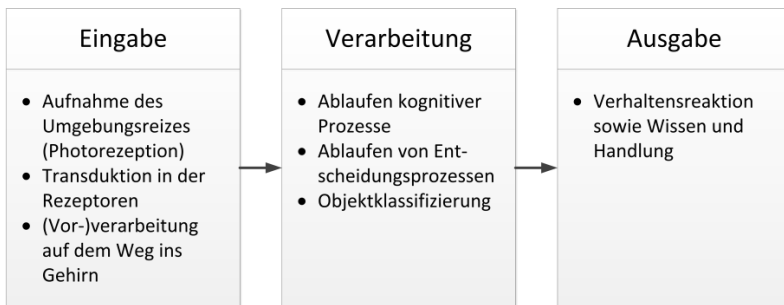 Eingabe
• Aufnahme des
Umgebungsreizes
(Photorezeption)
• Transduktion in der
Rezeptoren
• (Vor-)verarbeitung
auf dem Weg ins
Gehirn
Verarbeitung
• Ablaufen kognitiver
Prozesse
• Ablaufen von Ent-
scheidungsprozessen
• Objektklassifizierung
Ausgabe
• Verhaltensreaktion
sowie Wissen und
Handlung